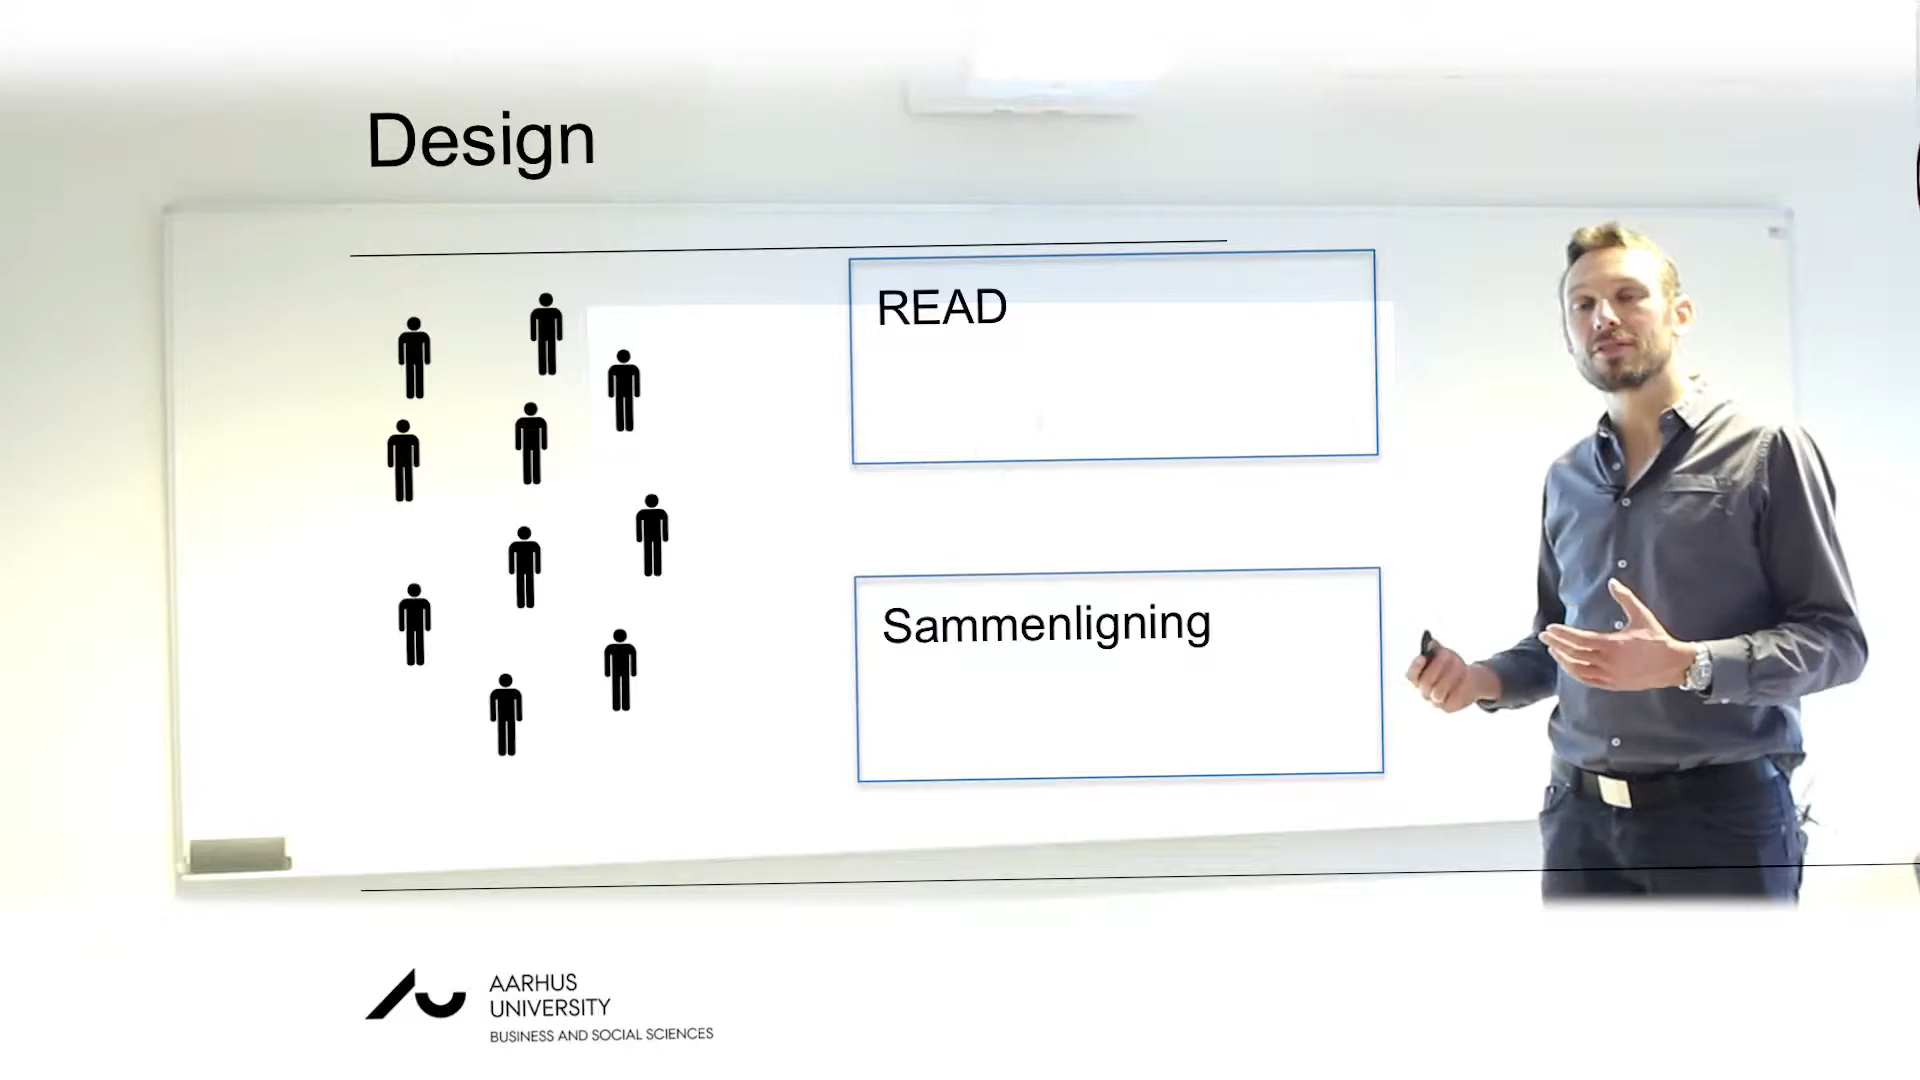 Design
READ
Sammenligning
AARHUS
UNIVERSITY
BUSINESS AND SOCIAL SCIENCES